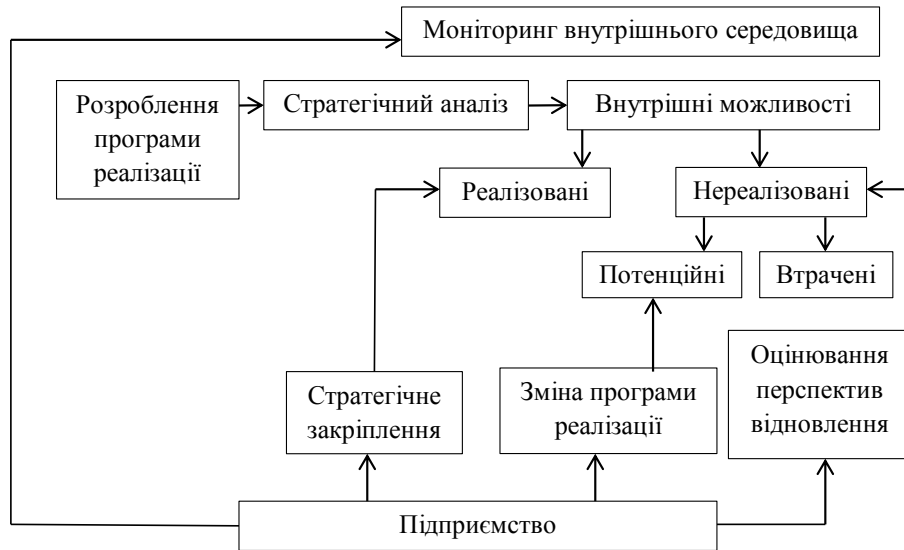 Моніторинг внутрішнього середовища
Розроблення
програми
реалізації
Стратегічний аналіз
Внутрішні можливості
Реалізовані
Нереалізовані
Потенційні
Втрачені
Стратегічне
закріплення
Зміна програми
реалізації
Оцінювання
перспектив
відновлення
Підприємство